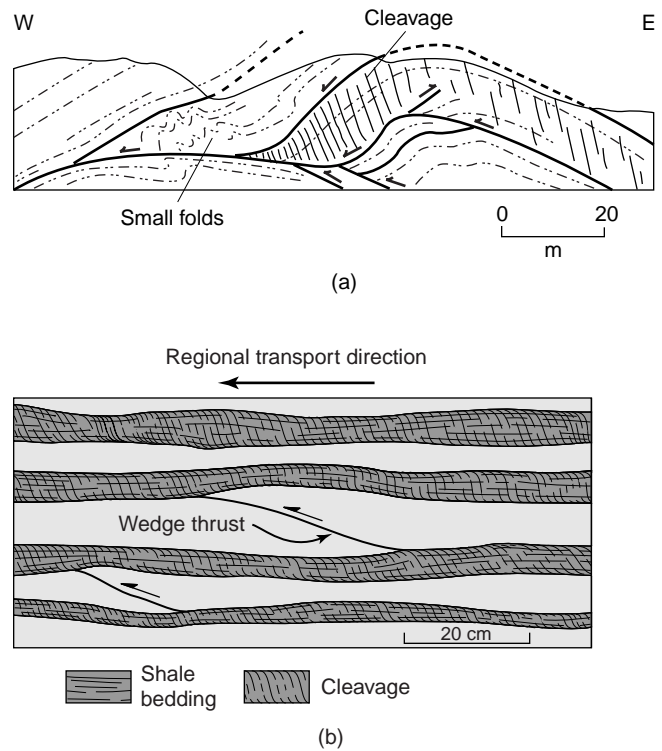 W
Cleavage
E
Small folds
0 20
m
(a)
Regional transport direction
Wedge thrust
20 cm
Shale
bedding
Cleavage
(b)